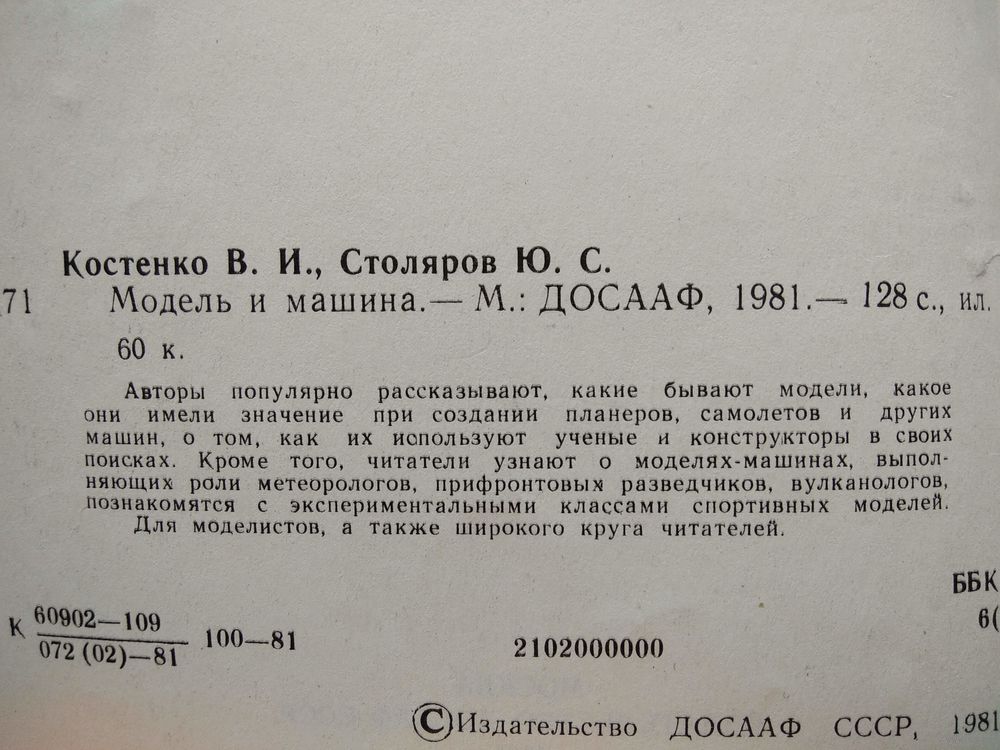 Костенко В. И., Столяров Ю. С.
71 Модель и машина.— М.: ДОСААФ, 1981.— 128 с., ил.
60 к.
Авторы популярно рассказывают, какие бывают модели, какое
они имели значение при создании планеров, самолетов и других
машин, о том, как их используют ученые и конструкторы в своих
поисках. Кроме того, читатели узнают о моделях-машинах, выпол-
няющих роли метеорологов, прифронтовых разведчиков, вулканологов,
познакомятся с экспериментальными классами спортивных моделей.
Для моделистов, а также широкого круга читателей.
ББК
6(
К 60902—109
072 (02)—81 100—81
2102000000
© Издательство ДОСААФ СССР, 1981